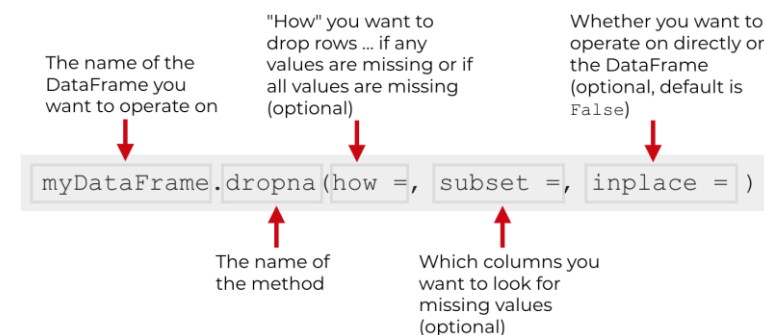 The name of the
DataFrame you
want to operate on
"How" you want to
drop rows ... if any
values are missing or if
all values are missing
(optional)
Whether you want to
operate on directly or
the DataFrame
(optional, default is
False)
myDataFrame.dropna(how =, subset =, inplace = )
The name of
the method
Which columns you
want to look for
missing values
(optional)